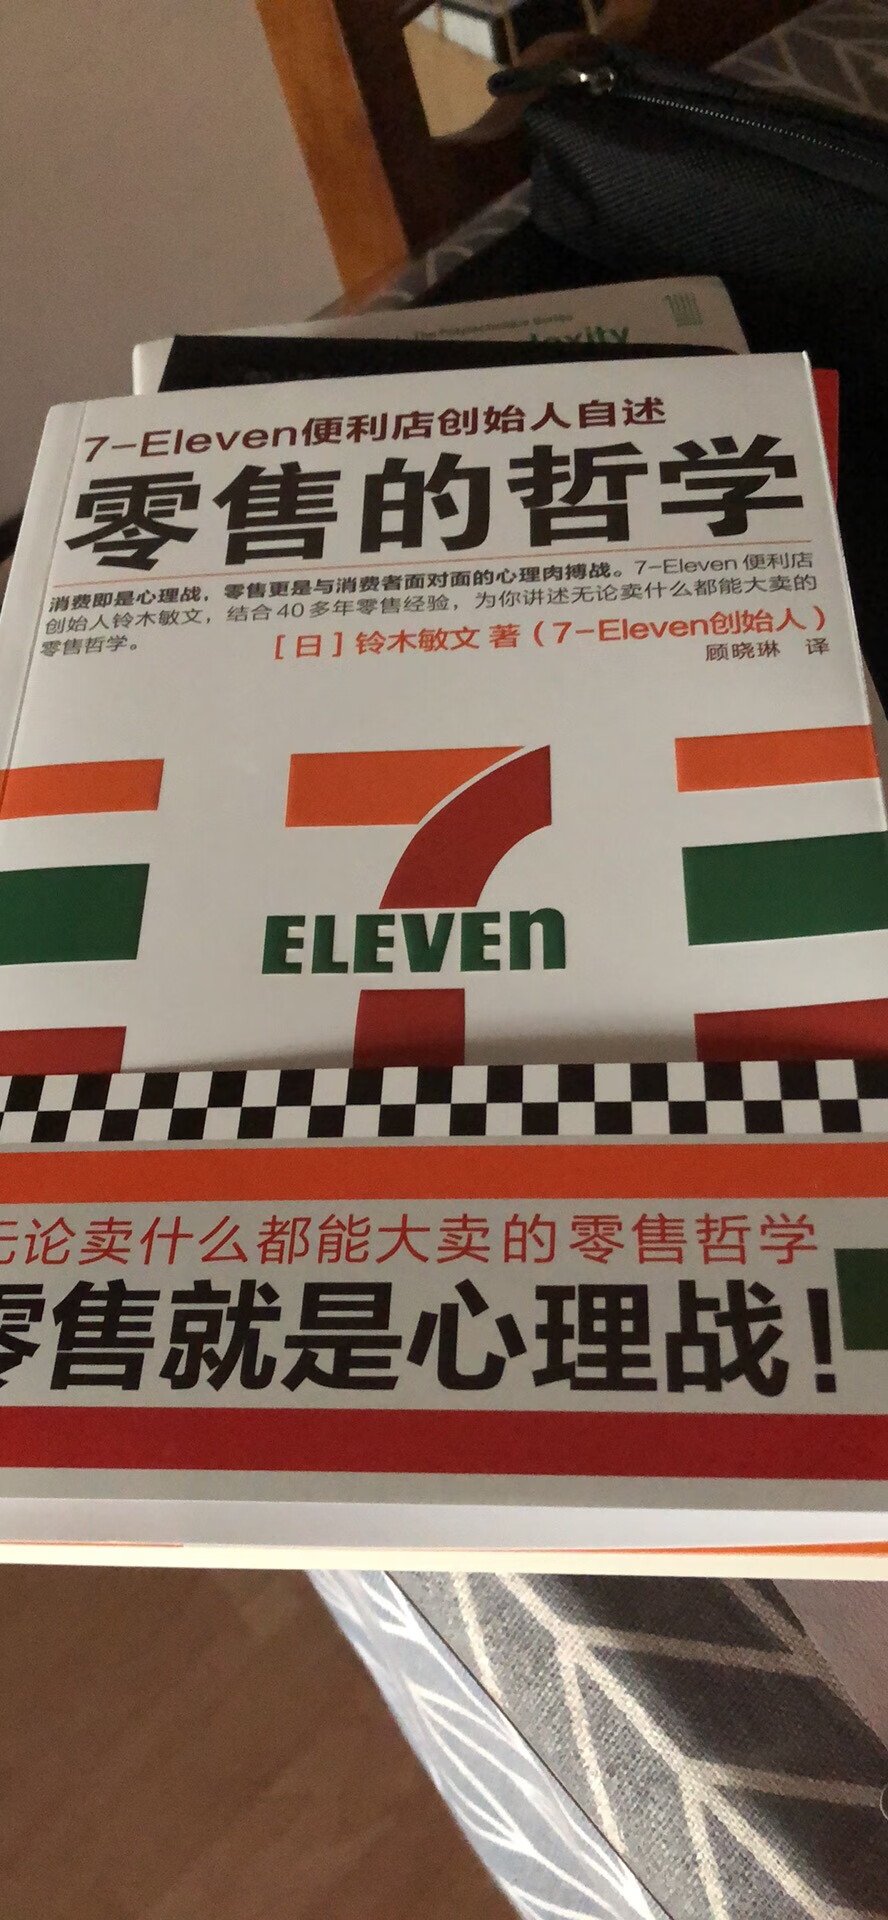 The Polytechnique Series
lexity
7-Eleven便利店创始人自述
零售的哲学
消费即是心理战，零售更是与消费者面对面的心理肉搏战。7-Eleven 便利店
创始人铃木敏文，结合40多年零售经验，为你讲述无论卖什么都能大卖的
零售哲学。
［日］铃木敏文 著（7-Eleven创始人）
顾晓琳 译
7
ELEVEn
无论卖什么都能大卖的零售哲学
零售就是心理战！